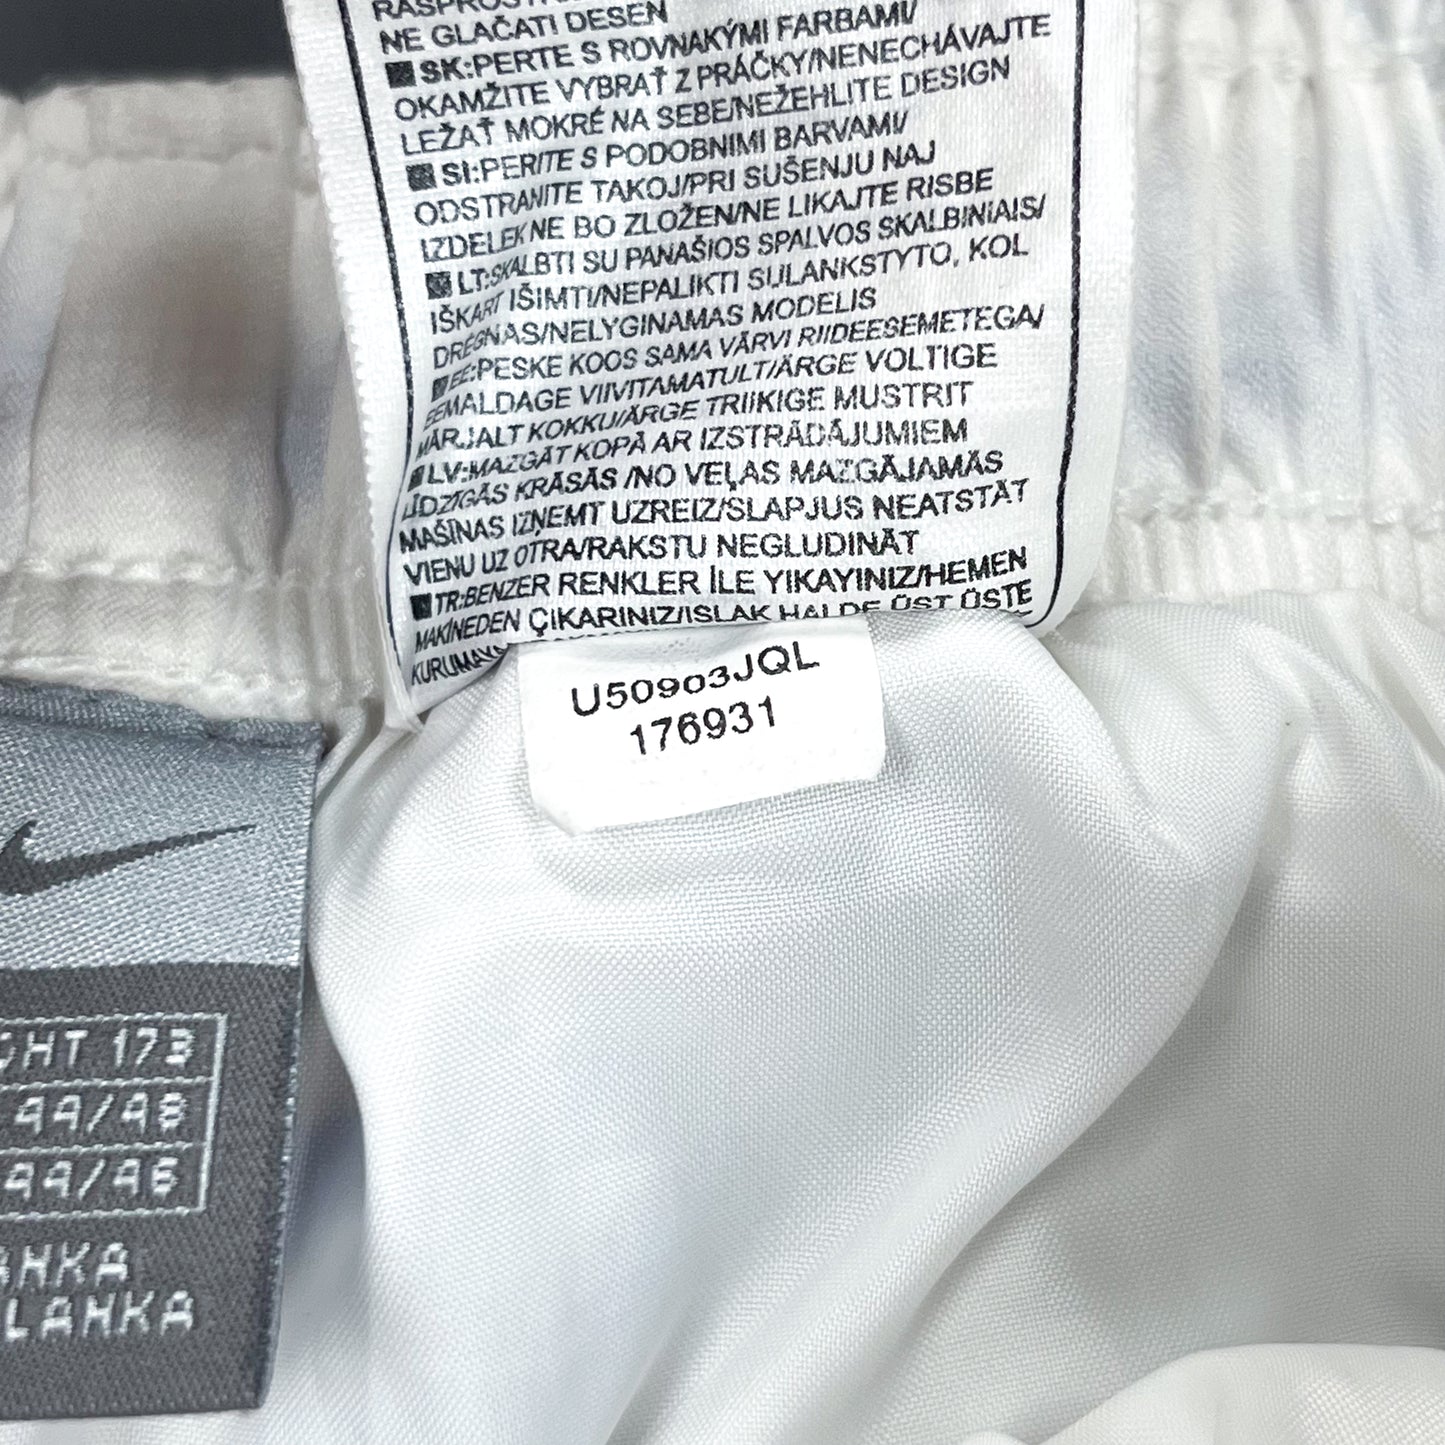 NE GLAČATI DESEN
SK:PERTE S ROVNAKÝMI FARBAMI/
OKAMŽITE VYBRAŤ Z PRÁČKY/NENECHÁVAJTE
LEŽAŤ MOKRÉ NA SEBE/NEŽEHLITE DESIGN
SI:PERITE S PODOBNIMI BARVAMI/
ODSTRANITE TAKOJ/PRI SUŠENJU NAJ
IZDELEK NE BO ZLOŽEN/NE LIKAJTE RISBE
LT:SKALBTI SU PANAŠIOS SPALVOS SKALBINIAIS/
IŠKART IŠIMTI/NEPALIKTI SULANKSTYTO, KOL
DRĖGNAS/NELYGINAMAS MODELIS
EE:PESKE KOOS SAMA VÄRVI RIIDEESEMETEGA/
EEMALDAGE VIIVITAMATULT/ÄRGE VOLTIGE
MÄRJALT KOKKU/ÄRGE TRIIKIGE MUSTRIT
LV:MAZGĀT KOPĀ AR IZSTRĀDĀJUMIEM
LĪDZĪGĀS KRĀSĀS /NO VEĻAS MAZGĀJAMĀS
MAŠĪNAS IZŅEMT UZREIZ/SLAPJUS NEATSTĀT
VIENU UZ OTRA/RAKSTU NEGLUDINĀT
TR:BENZER RENKLER İLE YIKAYINIZ/HEMEN
MAKİNEDEN ÇIKARINIZ/ISLAK HALDE ÜST ÜSTE
U50903JQL
176931
GHT 173
44/48
44/46
ANKA
LANKA